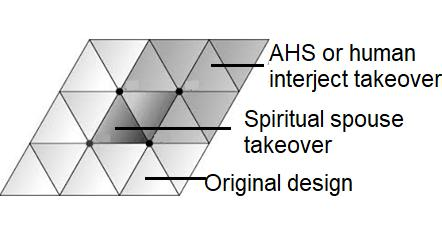 AHS or human
interject takeover
Spiritual spouse
takeover
Original design